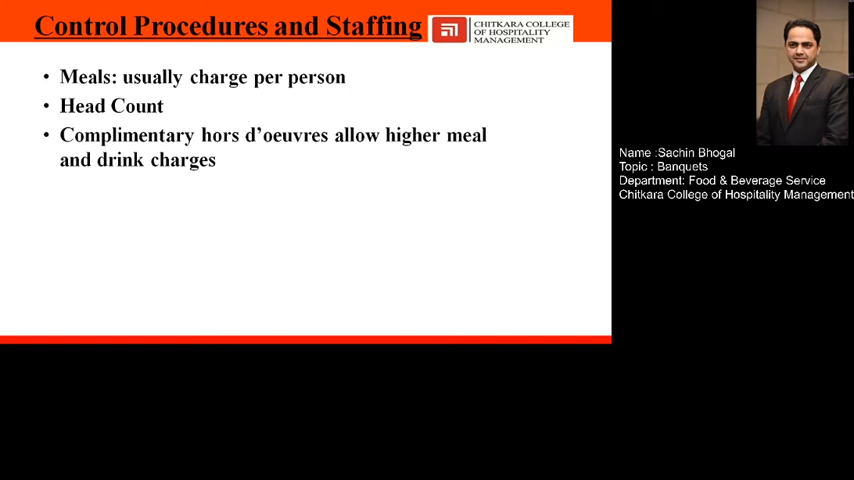 Control Procedures and Staffing
CHITKARA COLLEGE
OF HOSPITALITY
MANAGEMENT
• Meals: usually charge per person
• Head Count
• Complimentary hors d’oeuvres allow higher meal
and drink charges
Name :Sachin Bhogal
Topic : Banquets
Department: Food & Beverage Service
Chitkara College of Hospitality Management